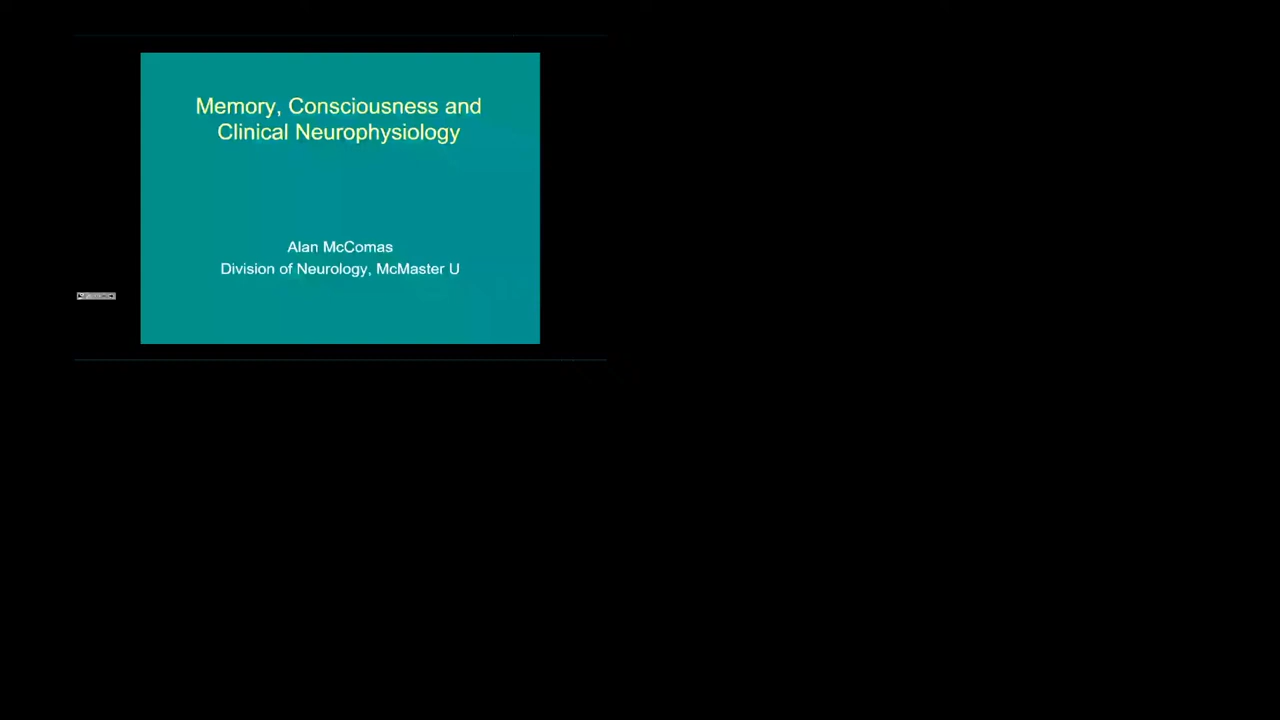 Memory, Consciousness and
Clinical Neurophysiology
Alan McComas
Division of Neurology, McMaster U